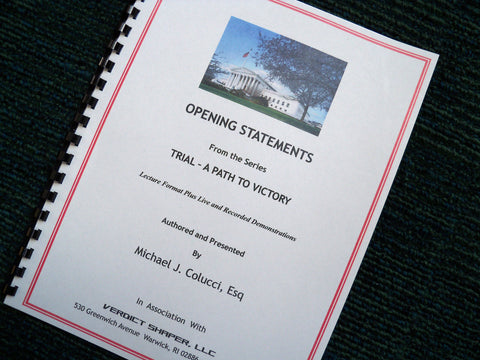 OPENING STATEMENTS
From the Series
TRIAL – A PATH TO VICTORY
Lecture Format Plus Live and Recorded Demonstrations
Authored and Presented
By
Michael J. Colucci, Esq
In Association With
VERDICT SHAPER, LLC
530 Greenwich Avenue Warwick, RI 02886